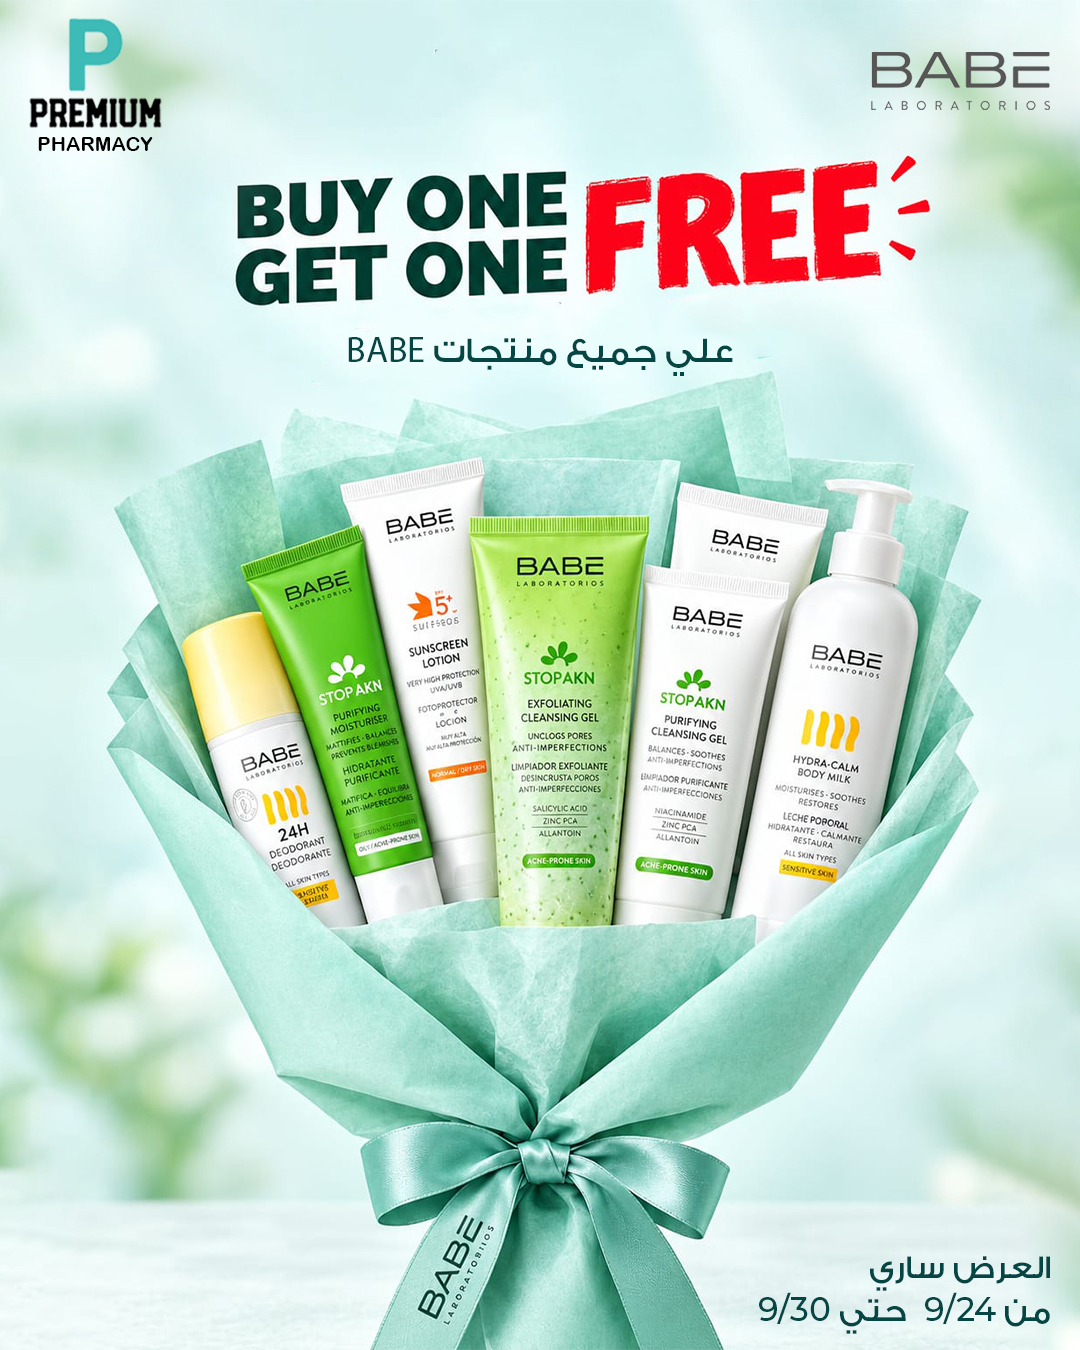 P
PREMIUM
PHARMACY
BABE
LABORATORIOS
BUY ONE
GET ONE
FREE
علي جميع منتجات BABE
BABE
LABORATORIOS
24H
DEODORANT
DEODORANTE
ALL SKIN TYPES
BABE
LABORATORIOS
STOPAKN
PURIFYING
MOISTURISER
MATTIFIES · BALANCES
PREVENTS BLEMISHES
HIDRATANTE
PURIFICANTE
MATIFICA · EQUILIBRA
ANTI-IMPERFECCIONES
OILY / ACNE-PRONE SKIN
BABE
LABORATORIOS
5+
SUNSCREEN
LOTION
VERY HIGH PROTECTION
UVA/UVB
FOTOPROTECTOR
LOCION
MUY ALTA
NORMAL / DRY SKIN
BABE
LABORATORIOS
STOPAKN
EXFOLIATING
CLEANSING GEL
UNCLOGS PORES
ANTI-IMPERFECTIONS
LIMPIADOR EXFOLIANTE
DESINCRUSTA POROS
ANTI-IMPERFECCIONES
SALICYLIC ACID
ZINC PCA
ALLANTOIN
ACNE-PRONE SKIN
BABE
LABORATORIOS
BABE
LABORATORIOS
STOPAKN
PURIFYING
CLEANSING GEL
BALANCES · SOOTHES
ANTI-IMPERFECTIONS
LIMPIADOR PURIFICANTE
ANTI-IMPERFECCIONES
NIACINAMIDE
ZINC PCA
ALLANTOIN
ACNE-PRONE SKIN
BABE
LABORATORIOS
HYDRA-CALM
BODY MILK
MOISTURISES · SOOTHES
RESTORES
LECHE PORORAL
HIDRATANTE · CALMANTE
RESTAURA
ALL SKIN TYPES
SENSITIVE SKIN
BABE
LABORATORIOS
العرض ساري
من 9/24 حتي 9/30